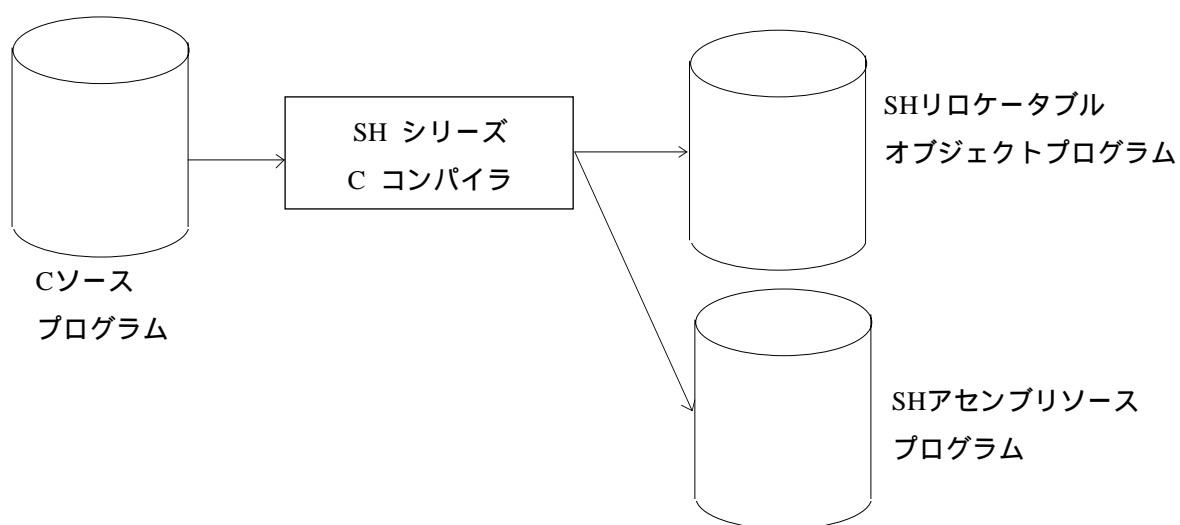 Cソース
プログラム
SH シリーズ
C コンパイラ
SHリロケータブル
オブジェクトプログラム
SHアセンブリソース
プログラム